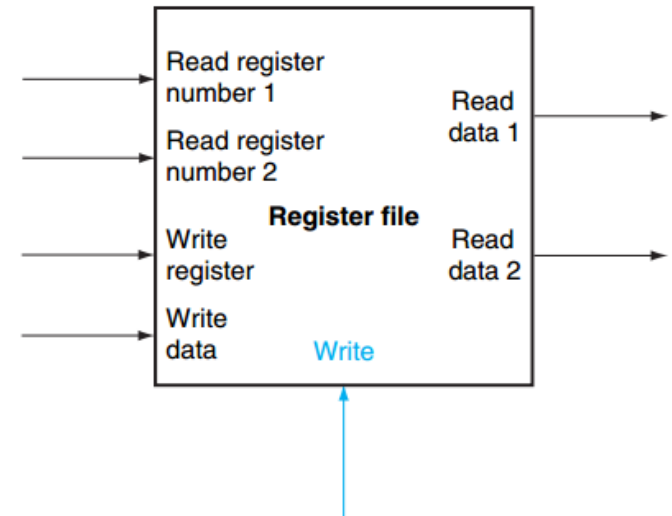 Read register
number 1
Read
data 1
Read register
number 2
Register file
Write
register
Read
data 2
Write
data
Write